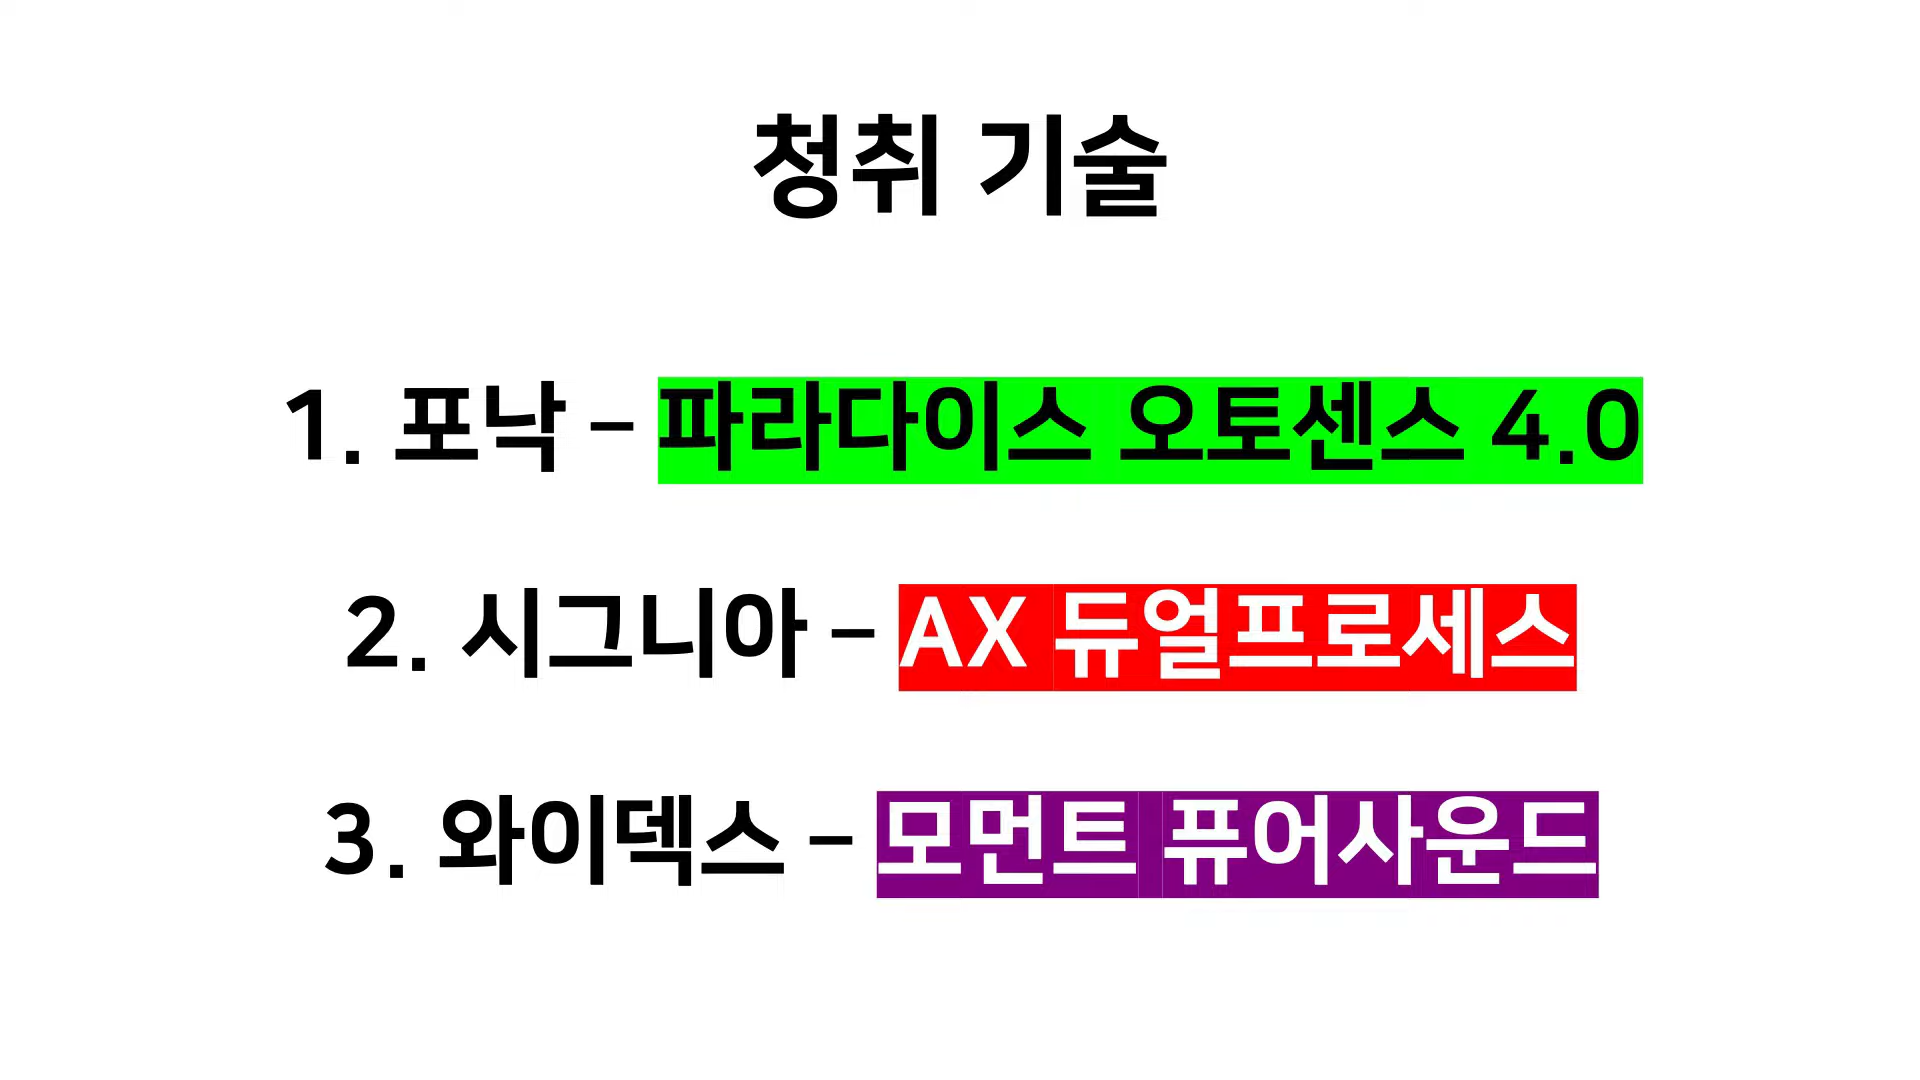 청취 기술
1. 포낙 – 파라다이스 오토센스 4.0
2. 시그니아 – AX 듀얼프로세스
3. 와이덱스 – 모먼트 퓨어사운드